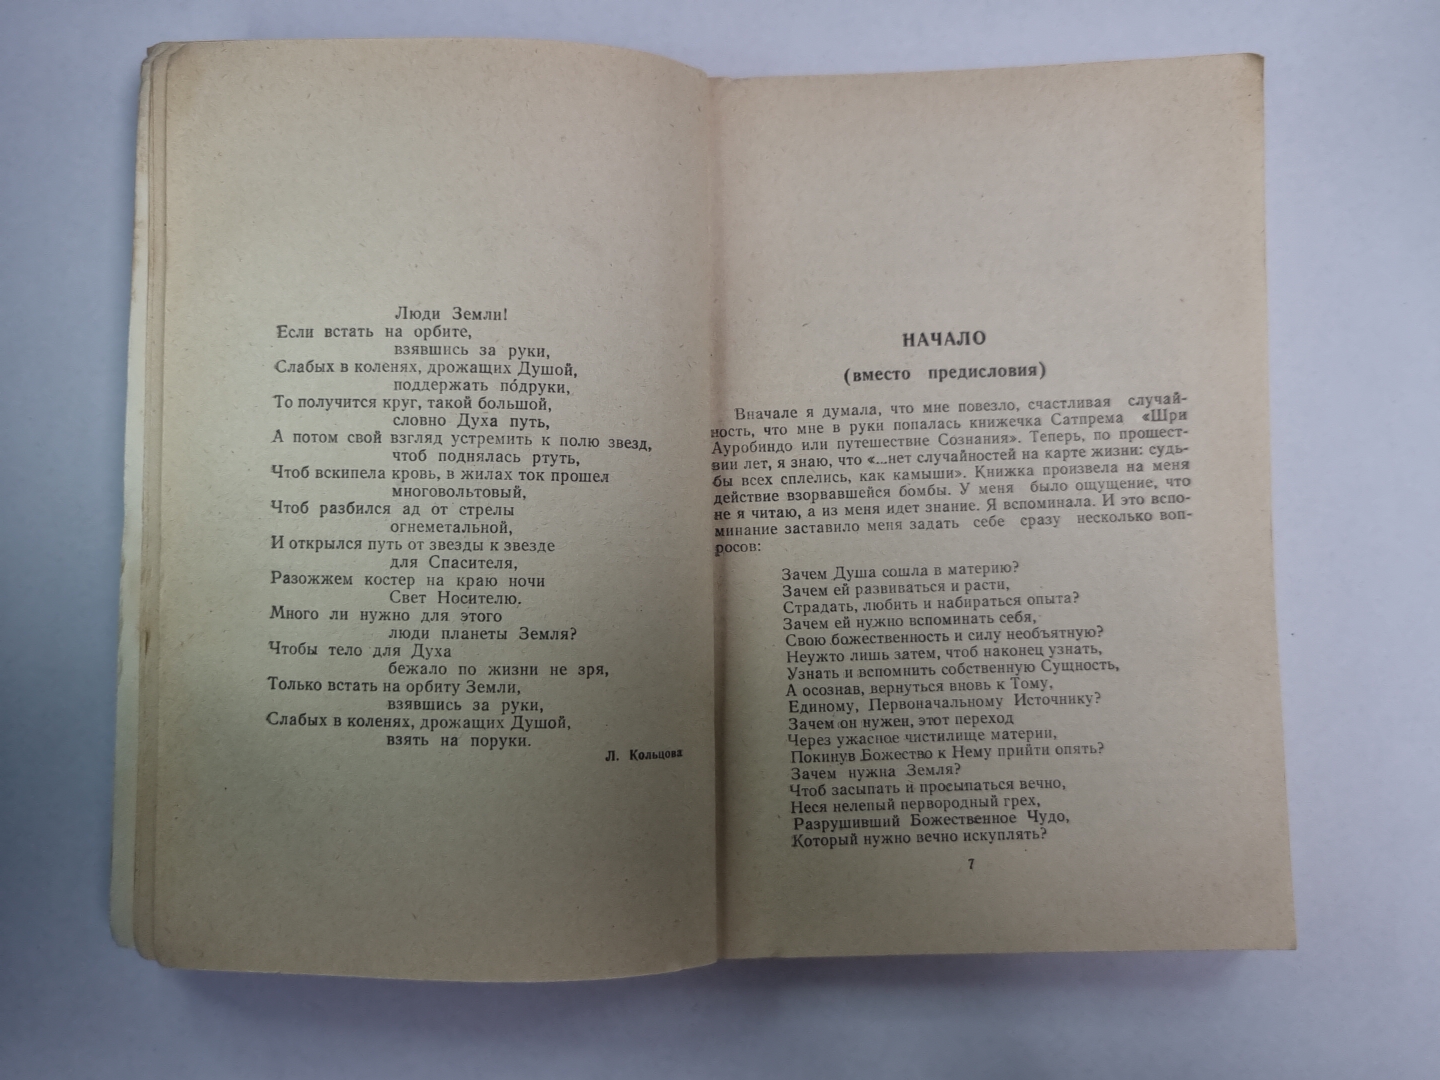 Люди Земли!
Если встать на орбите,
взявшись за руки,
Слабых в коленях, дрожащих Душой,
поддержать по́други,
То получится круг, такой большой,
словно Духа путь,
А потом свой взгляд устремить к полю звезд,
чтоб поднялась ртуть,
Чтоб вскипела кровь, в жилах ток прошел
многовольтовый,
Чтоб разбился ад от стрелы
огнеметальной,
И открылся путь от звезды к звезде
для Спасителя,
Разожжем костер на краю ночи
Свет Носителю.
Много ли нужно для этого
люди планеты Земля?
Чтобы тело для Духа
бежало по жизни не зря,
Только встать на орбиту Земли,
взявшись за руки,
Слабых в коленях, дрожащих Душой,
взять на поруки.
Л. Кольцова
НАЧАЛО
(вместо предисловия)
Вначале я думала, что мне повезло, счастливая случай-
ность, что мне в руки попалась книжечка Сатпрема «Шри
Ауробиндо или путешествие Сознания». Теперь, по прошест-
вии лет, я знаю, что «...нет случайностей на карте жизни: судь-
бы всех сплелись, как камыши». Книжка произвела на меня
действие взорвавшейся бомбы. У меня было ощущение, что
не я читаю, а из меня идет знание. Я вспоминала. И это вспо-
минание заставило меня задать себе сразу несколько воп-
росов:
Зачем Душа сошла в материю?
Зачем ей развиваться и расти,
Страдать, любить и набираться опыта?
Зачем ей нужно вспоминать себя,
Свою божественность и силу необъятную?
Неужто лишь затем, чтоб наконец узнать,
Узнать и вспомнить собственную Сущность,
А осознав, вернуться вновь к Тому,
Единому, Первоначальному Источнику?
Зачем он нужен, этот переход
Через ужасное чистилище материи,
Покинув Божество к Нему прийти опять?
Зачем нужна Земля?
Чтоб засыпать и просыпаться вечно,
Неся нелепый первородный грех,
Разрушивший Божественное Чудо,
Который нужно вечно искуплять?
7